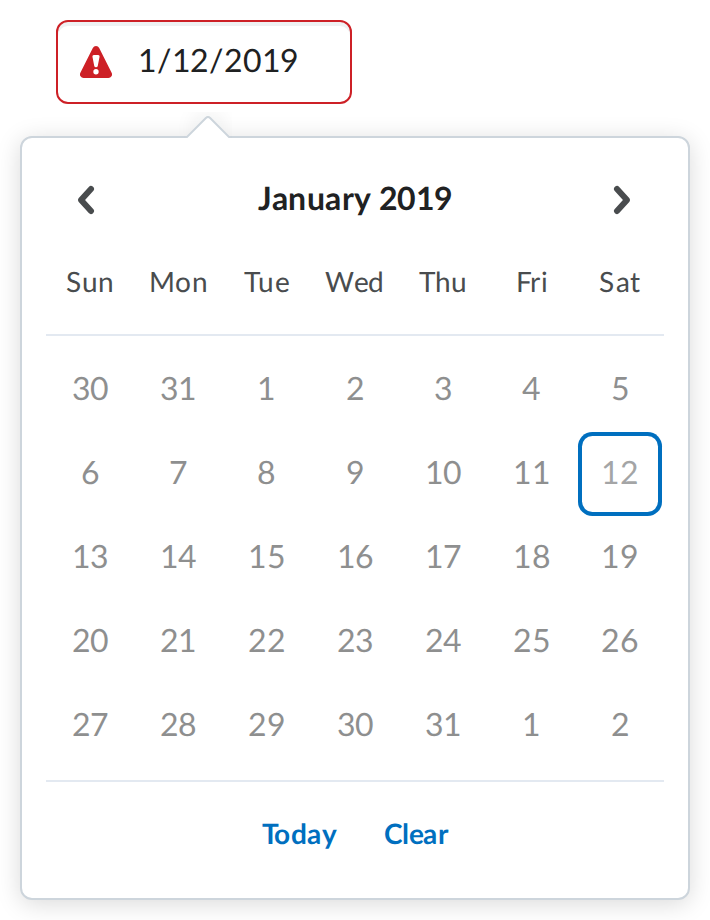 1/12/2019
January 2019
Sun Mon Tue Wed Thu Fri Sat
30 31 1 2 3 4 5
6 7 8 9 10 11 12
13 14 15 16 17 18 19
20 21 22 23 24 25 26
27 28 29 30 31 1 2
Today Clear